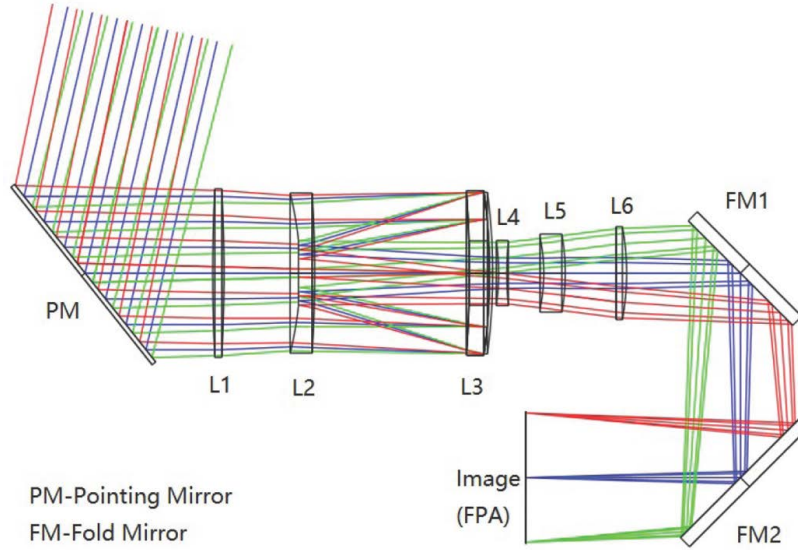 FM1
L4
L5
L6
PM
L1
L2
L3
Image
(FPA)
PM-Pointing Mirror
FM-Fold Mirror
FM2